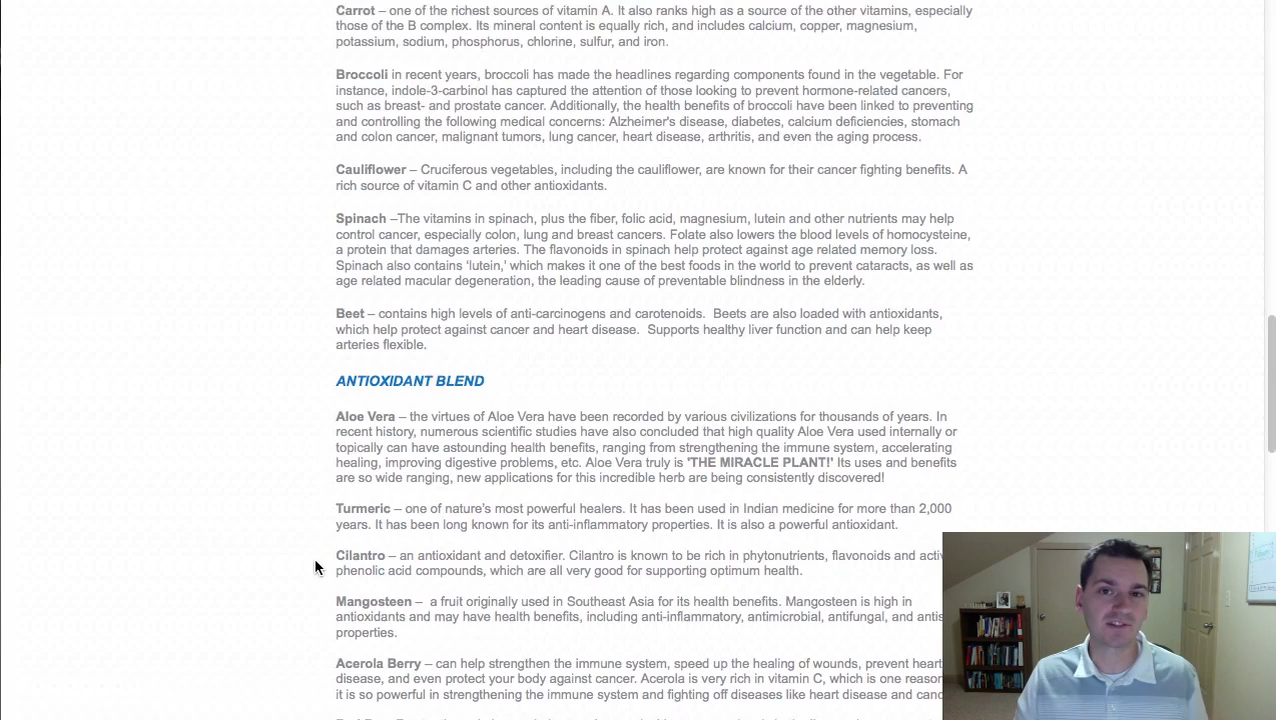 Carrot – one of the richest sources of vitamin A. It also ranks high as a source of the other vitamins, especially
those of the B complex. Its mineral content is equally rich, and includes calcium, copper, magnesium,
potassium, sodium, phosphorus, chlorine, sulfur, and iron.
Broccoli in recent years, broccoli has made the headlines regarding components found in the vegetable. For
instance, indole-3-carbinol has captured the attention of those looking to prevent hormone-related cancers,
such as breast- and prostate cancer. Additionally, the health benefits of broccoli have been linked to preventing
and controlling the following medical concerns: Alzheimer's disease, diabetes, calcium deficiencies, stomach
and colon cancer, malignant tumors, lung cancer, heart disease, arthritis, and even the aging process.
Cauliflower – Cruciferous vegetables, including the cauliflower, are known for their cancer fighting benefits. A
rich source of vitamin C and other antioxidants.
Spinach –The vitamins in spinach, plus the fiber, folic acid, magnesium, lutein and other nutrients may help
control cancer, especially colon, lung and breast cancers. Folate also lowers the blood levels of homocysteine,
a protein that damages arteries. The flavonoids in spinach help protect against age related memory loss.
Spinach also contains ‘lutein,’ which makes it one of the best foods in the world to prevent cataracts, as well as
age related macular degeneration, the leading cause of preventable blindness in the elderly.
Beet – contains high levels of anti-carcinogens and carotenoids. Beets are also loaded with antioxidants,
which help protect against cancer and heart disease. Supports healthy liver function and can help keep
arteries flexible.
ANTIOXIDANT BLEND
Aloe Vera – the virtues of Aloe Vera have been recorded by various civilizations for thousands of years. In
recent history, numerous scientific studies have also concluded that high quality Aloe Vera used internally or
topically can have astounding health benefits, ranging from strengthening the immune system, accelerating
healing, improving digestive problems, etc. Aloe Vera truly is 'THE MIRACLE PLANT!' Its uses and benefits
are so wide ranging, new applications for this incredible herb are being consistently discovered!
Turmeric – one of nature’s most powerful healers. It has been used in Indian medicine for more than 2,000
years. It has been long known for its anti-inflammatory properties. It is also a powerful antioxidant.
Cilantro – an antioxidant and detoxifier. Cilantro is known to be rich in phytonutrients, flavonoids and
phenolic acid compounds, which are all very good for supporting optimum health.
Mangosteen – a fruit originally used in Southeast Asia for its health benefits. Mangosteen is high in
antioxidants and may have health benefits, including anti-inflammatory, antimicrobial, antifungal, and
properties.
Acerola Berry – can help strengthen the immune system, speed up the healing of wounds, prevent heart
disease, and even protect your body against cancer. Acerola is very rich in vitamin C, which is one reason
it is so powerful in strengthening the immune system and fighting off diseases like heart disease and